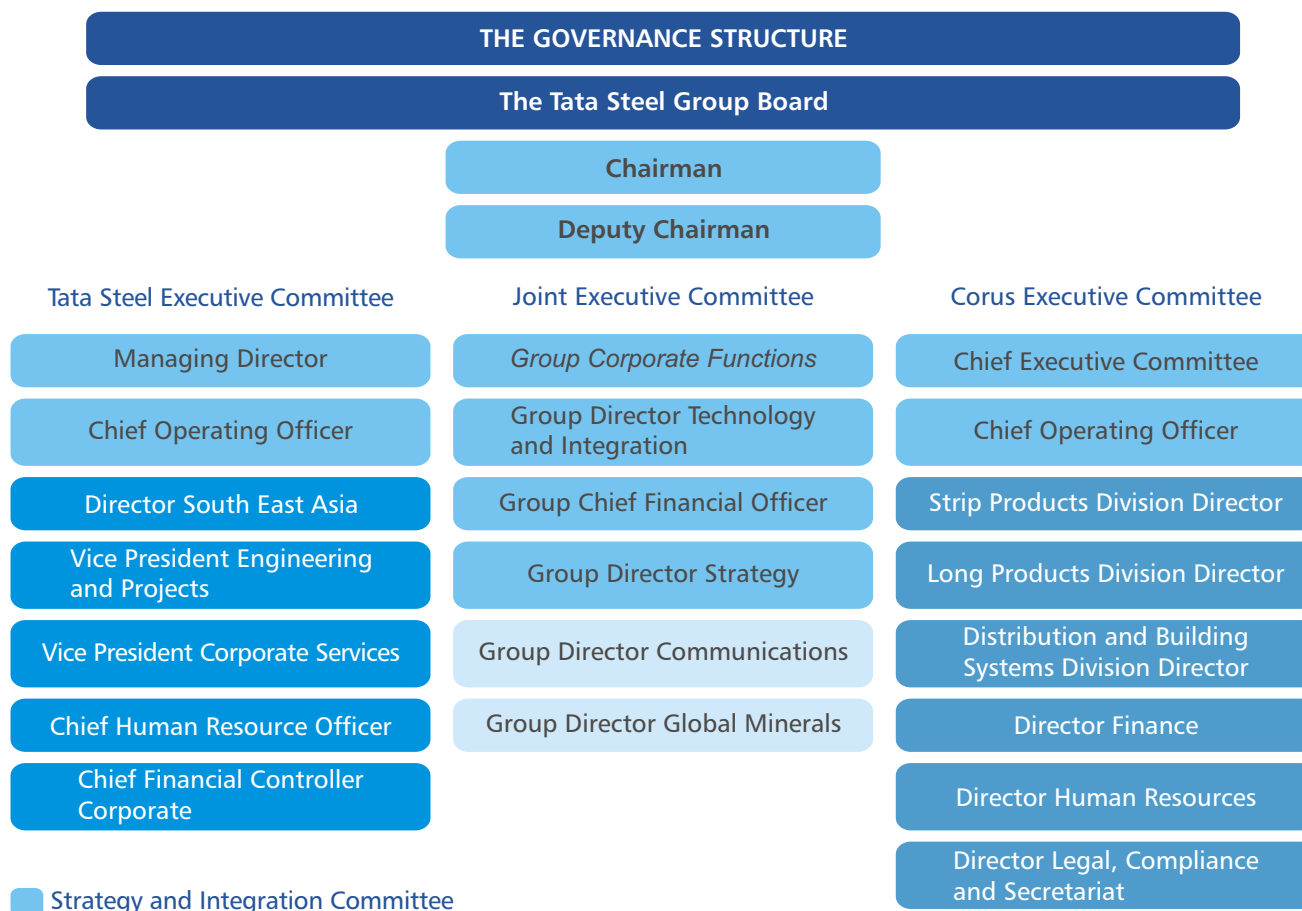 THE GOVERNANCE STRUCTURE
The Tata Steel Group Board
Chairman
Deputy Chairman
Tata Steel Executive Committee
Managing Director
Chief Operating Officer
Director South East Asia
Vice President Engineering
and Projects
Vice President Corporate Services
Chief Human Resource Officer
Chief Financial Controller
Corporate
Joint Executive Committee
Group Corporate Functions
Group Director Technology
and Integration
Group Chief Financial Officer
Group Director Strategy
Group Director Communications
Group Director Global Minerals
Corus Executive Committee
Chief Executive Committee
Chief Operating Officer
Strip Products Division Director
Long Products Division Director
Distribution and Building
Systems Division Director
Director Finance
Director Human Resources
Director Legal, Compliance
and Secretariat
Strategy and Integration Committee